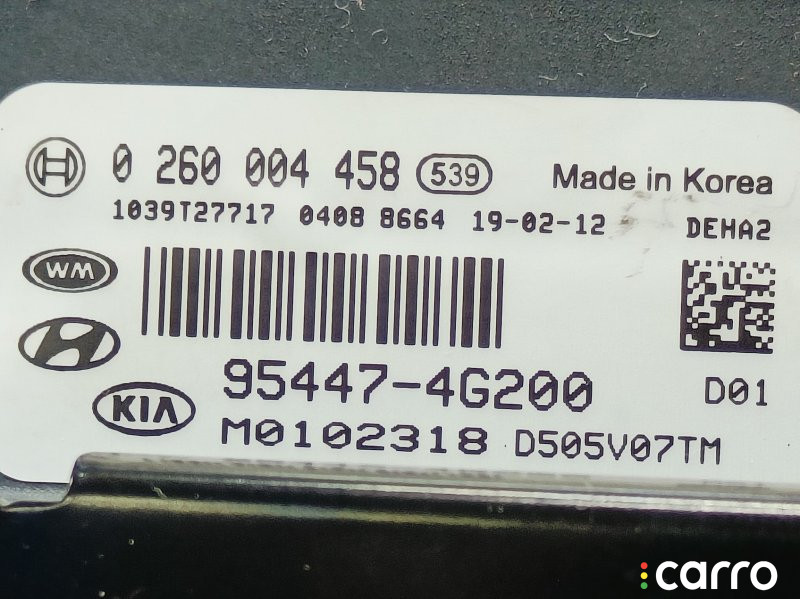 0 260 004 458 539 Made in Korea
1039T27717 0408 8664 19-02-12 DEHA2
WM
95447-4G200 D01
KIA
M0102318 D505V07TM
carro